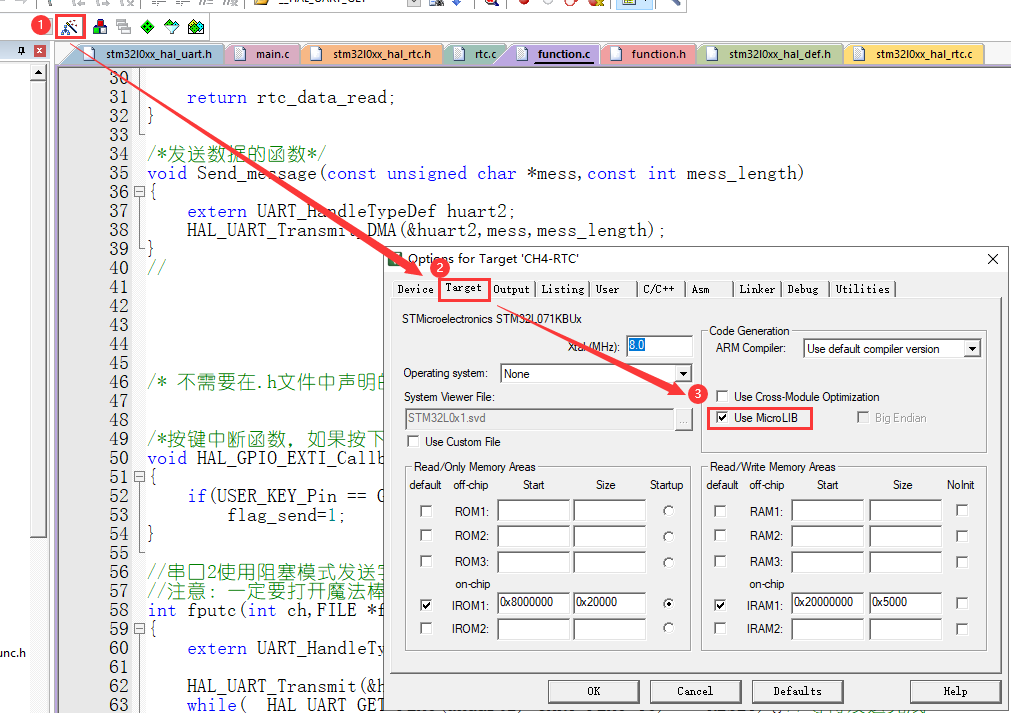 1
stm32l0xx_hal_uart.h
main.c
stm32l0xx_hal_rtc.h
rtc.c
function.c
function.h
stm32l0xx_hal_def.h
stm32l0xx_hal_rtc.c
30
31 return rtc_data_read;
32 }
33
34 /*发送数据的函数*/
35 void Send_message(const unsigned char *mess,const int mess_length)
36 {
37 extern UART_HandleTypeDef huart2;
38 HAL_UART_Transmit_DMA(&huart2,mess,mess_length);
39 }
40 //
41
42
43
44
45
46 /* 不需要在.h文件中声明的
47
48
49 /*按键中断函数，如果按下
50 void HAL_GPIO_EXTI_Callb
51 {
52 if(USER_KEY_Pin == G
53 flag_send=1;
54 }
55
56 //串口2使用阻塞模式发送字
57 //注意：一定要打开魔法棒
58 int fputc(int ch,FILE *f
59 {
60 extern UART_HandleTy
61
62 HAL_UART_Transmit(&h
63 while(__HAL_UART_GET
unc.h
Options for Target 'CH4-RTC'
2
Device Target Output Listing User C/C++ Asm Linker Debug Utilities
STMicroelectronics STM32L071KBUx
Xtal (MHz): 8.0
Operating system: None
System Viewer File:
STM32L0x1.svd ...
Use Custom File
Code Generation
ARM Compiler: Use default compiler version
3
Use Cross-Module Optimization
Use MicroLIB Big Endian
Read/Only Memory Areas
default off-chip Start Size Startup
ROM1:
ROM2:
ROM3:
on-chip
IROM1: 0x8000000 0x20000
IROM2:
Read/Write Memory Areas
default off-chip Start Size NoInit
RAM1:
RAM2:
RAM3:
on-chip
IRAM1: 0x20000000 0x5000
IRAM2:
OK Cancel Defaults Help